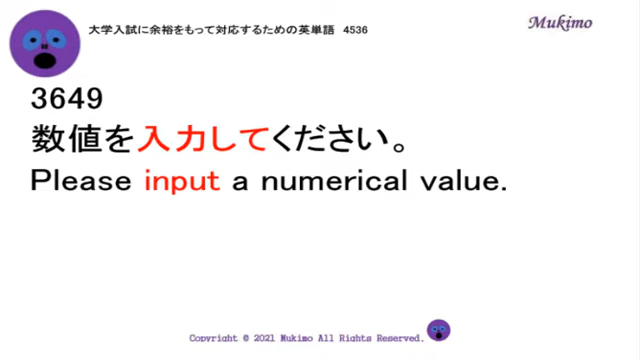 大学入試に余裕をもって対応するための英単語 4536
Mukimo
3649
数値を入力してください。
Please input a numerical value.
Copyright © 2021 Mukimo All Rights Reserved.